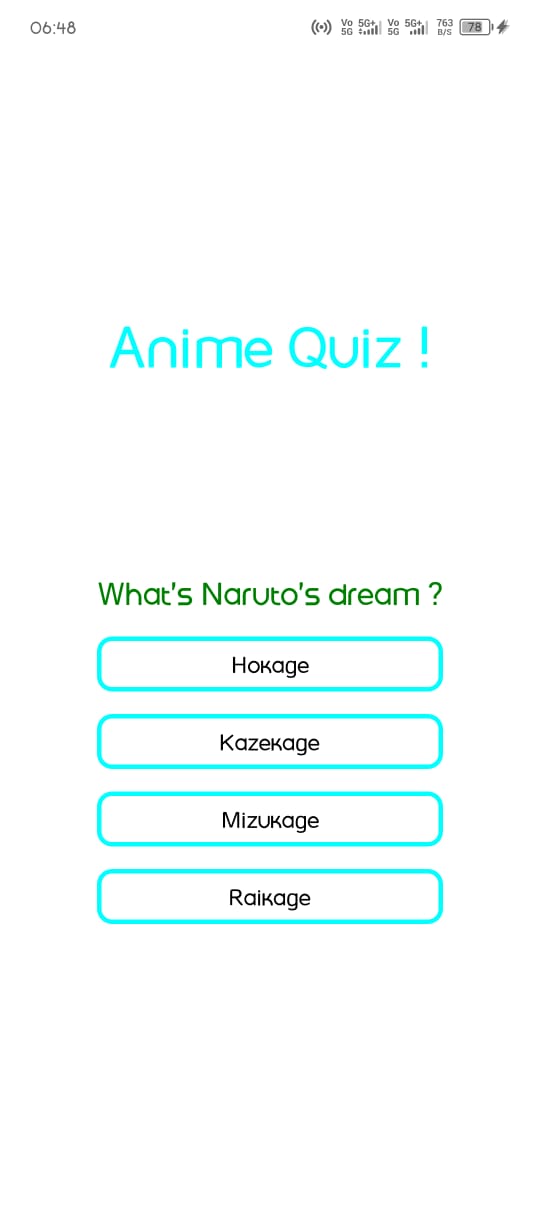 06:48 Vo 5G 5G+ Vo 5G 5G+ 763 B/S 78
Anime Quiz !
What's Naruto's dream ?
Hokage
Kazekage
Mizukage
Raikage